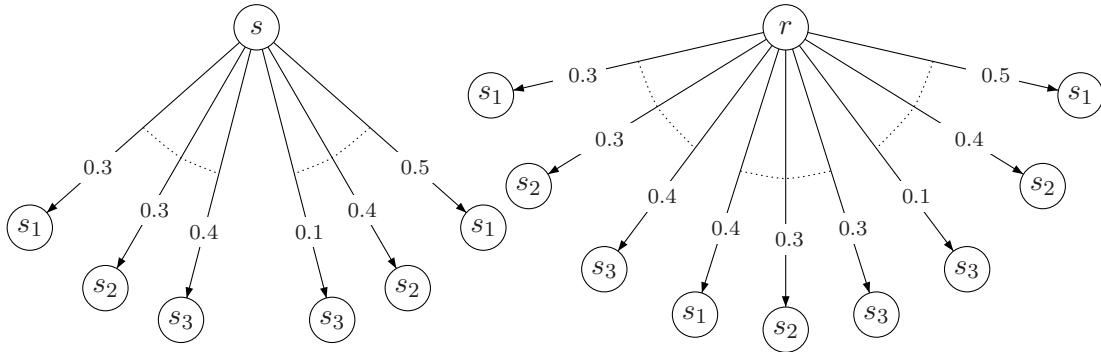 s r
0.3 0.5
s₁ s₁
0.3 0.5 0.3 0.4
s₂ s₂
0.3 0.4 0.4 0.1
s₁ 0.4 0.1 s₁ 0.4 0.3 0.3
s₃ s₃
s₂ s₂
s₃ s₃ s₁ s₂ s₃